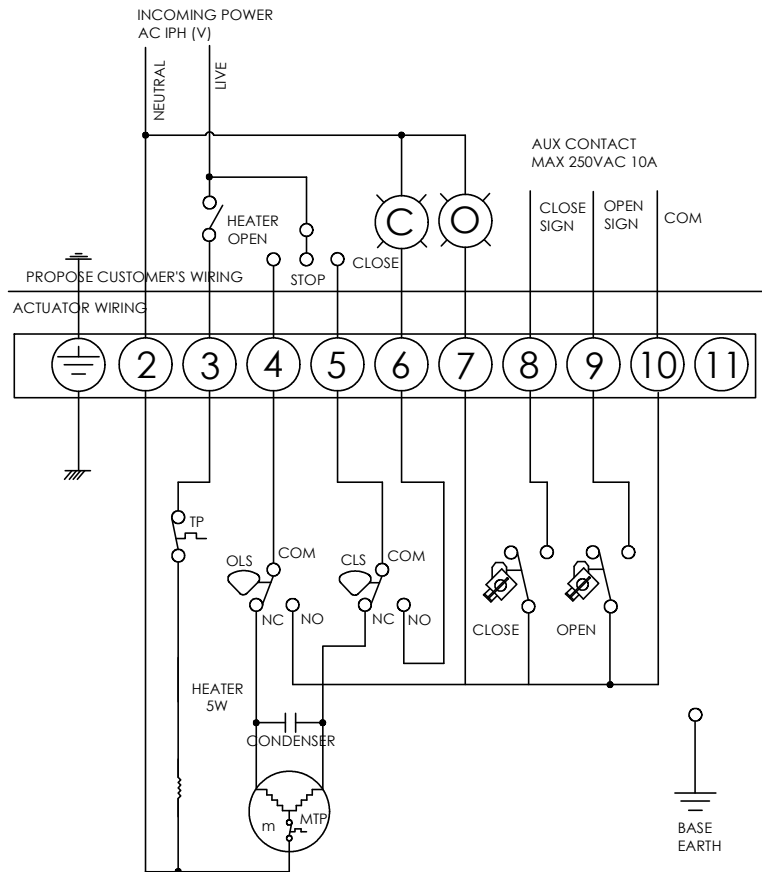 INCOMING POWER
AC IPH (V)
NEUTRAL
LIVE
AUX CONTACT
MAX 250VAC 10A
HEATER
OPEN
C
O
CLOSE
SIGN
OPEN
SIGN
COM
CLOSE
STOP
PROPOSE CUSTOMER'S WIRING
ACTUATOR WIRING
2 3 4 5 6 7 8 9 10 11
TP
OLS
COM
CLS
COM
NC
NO
NC
NO
CLOSE
OPEN
HEATER
5W
CONDENSER
m
MTP
BASE
EARTH